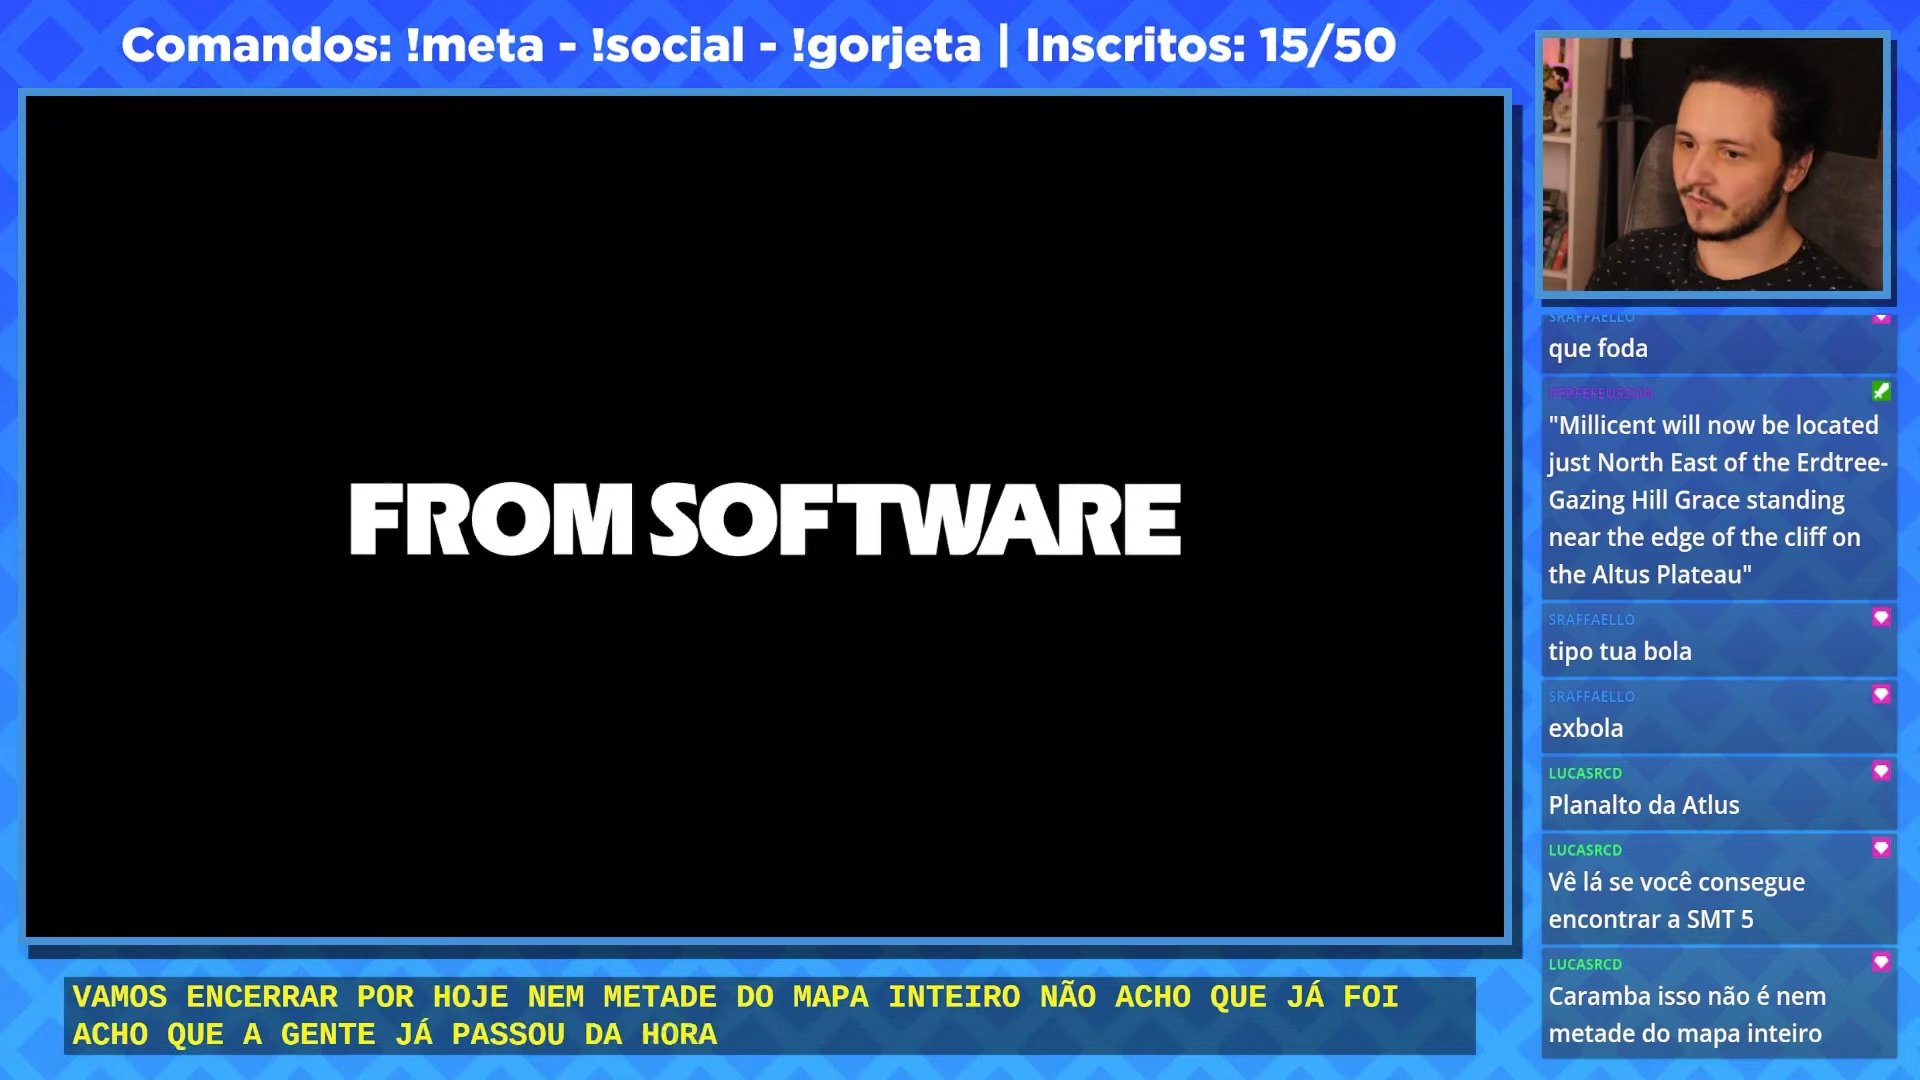 Comandos: !meta - !social - !gorjeta | Inscritos: 15/50
FROMSOFTWARE
SRAFFAELLO
que foda
"Millicent will now be located
just North East of the Erdtree-
Gazing Hill Grace standing
near the edge of the cliff on
the Altus Plateau"
SRAFFAELLO
tipo tua bola
SRAFFAELLO
exbola
LUCASRCD
Planalto da Atlus
LUCASRCD
Vê lá se você consegue
encontrar a SMT 5
LUCASRCD
Caramba isso não é nem
metade do mapa inteiro
VAMOS ENCERRAR POR HOJE NEM METADE DO MAPA INTEIRO NÃO ACHO QUE JÁ FOI
ACHO QUE A GENTE JÁ PASSOU DA HORA